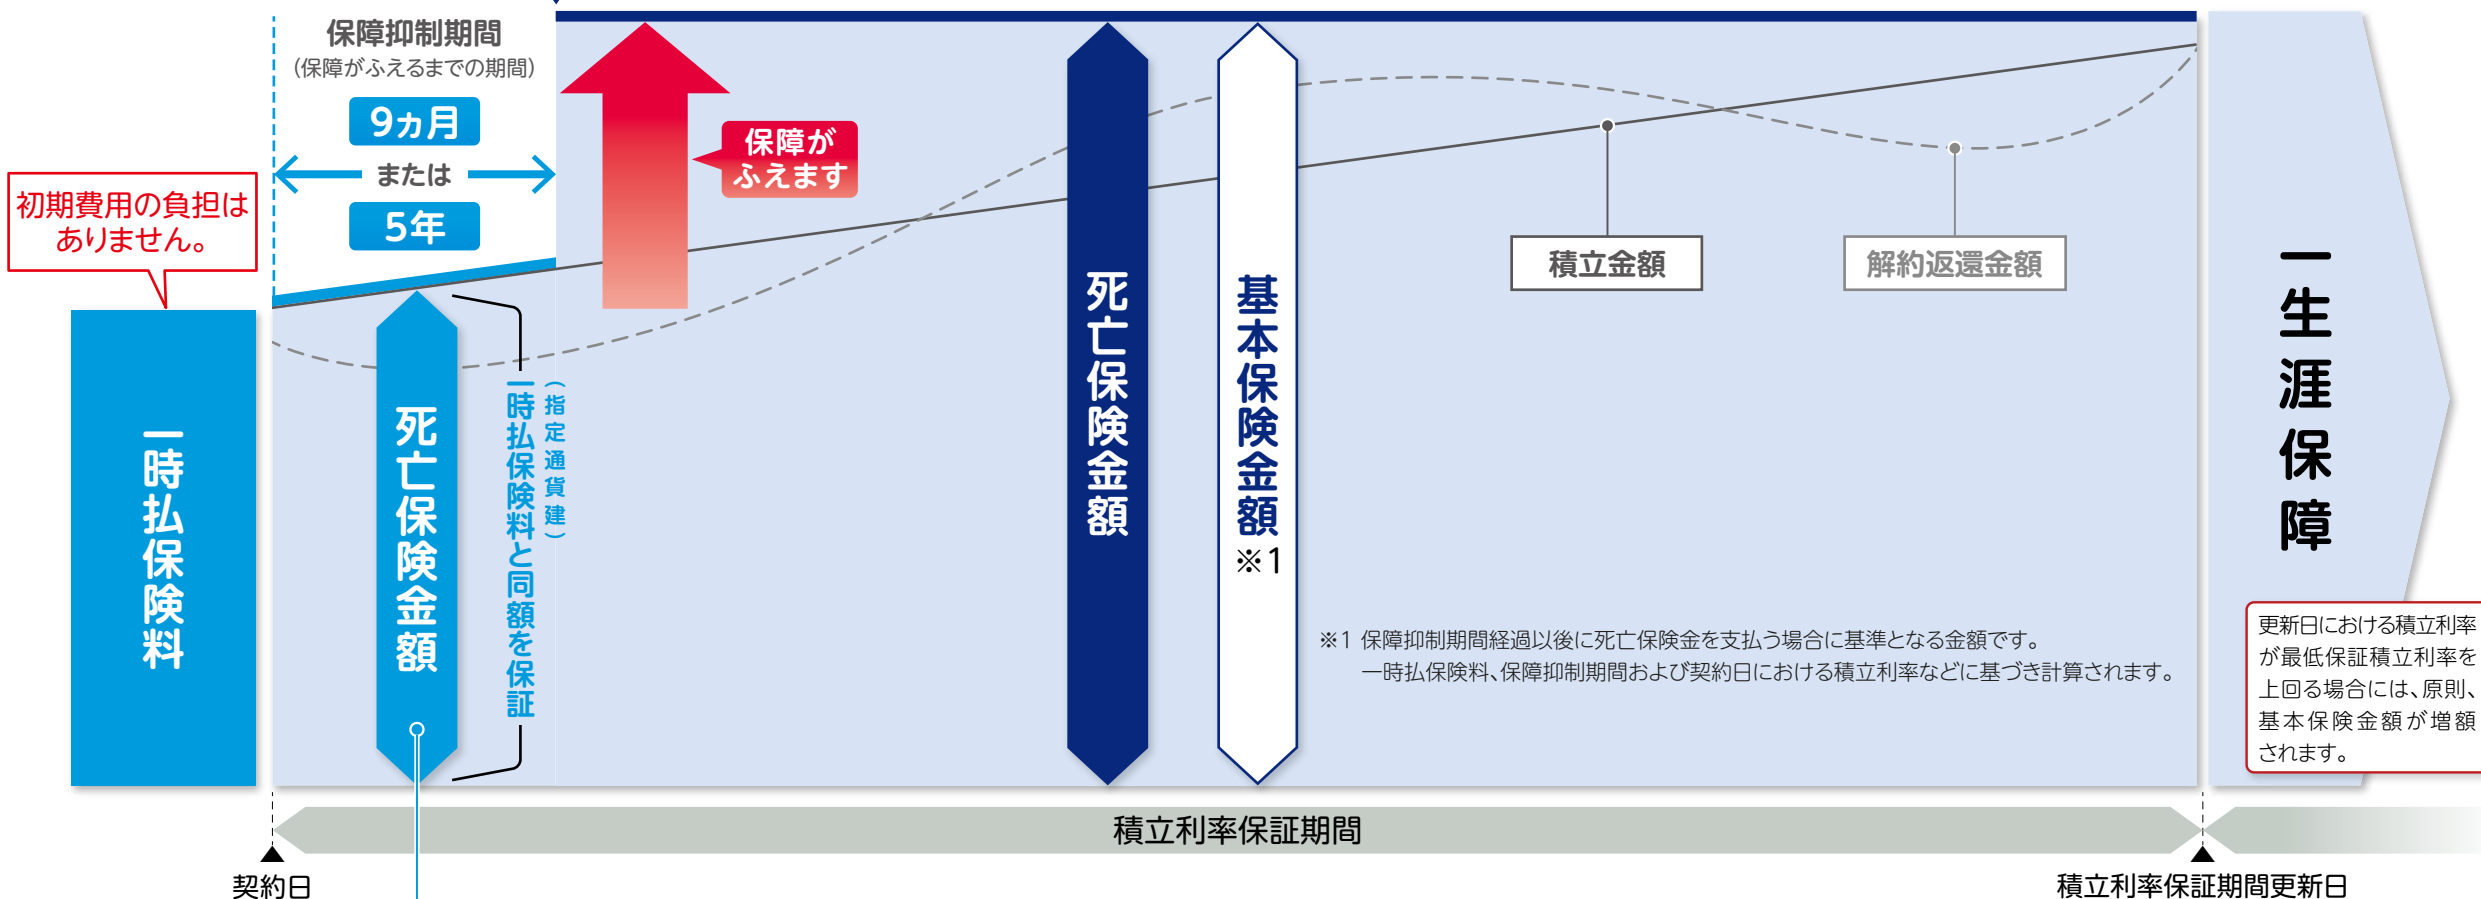 保障抑制期間
(保障がふえるまでの期間)
9ヵ月
または
5年
初期費用の負担は
ありません。
保障が
ふえます
積立金額
解約返還金額
一時払保険料
死亡保険金額
一時払保険料と同額を保証
(指定通貨建)
死亡保険金額
基本保険金額
※1
※1 保障抑制期間経過以後に死亡保険金を支払う場合に基準となる金額です。
一時払保険料、保障抑制期間および契約日における積立利率などに基づき計算されます。
一生涯保障
更新日における積立利率
が最低保証積立利率を
上回る場合には、原則、
基本保険金額が増額
されます。
積立利率保証期間
契約日
積立利率保証期間更新日